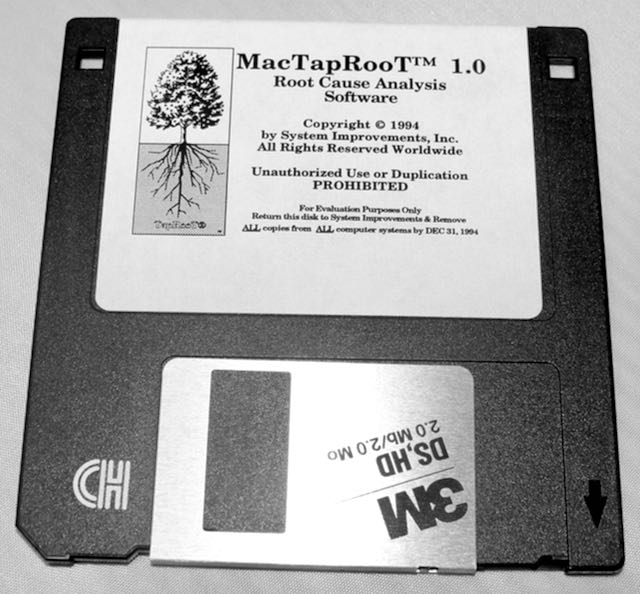 MacTapRooT™ 1.0
Root Cause Analysis
Software
Copyright © 1994
by System Improvements, Inc.
All Rights Reserved Worldwide
Unauthorized Use or Duplication
PROHIBITED
For Evaluation Purposes Only
Return this disk to System Improvements & Remove
ALL copies from ALL computer systems by DEC 31, 1994
TapRooT®
3M
DS,HD
2.0 Mb/2.0 Mo
CH